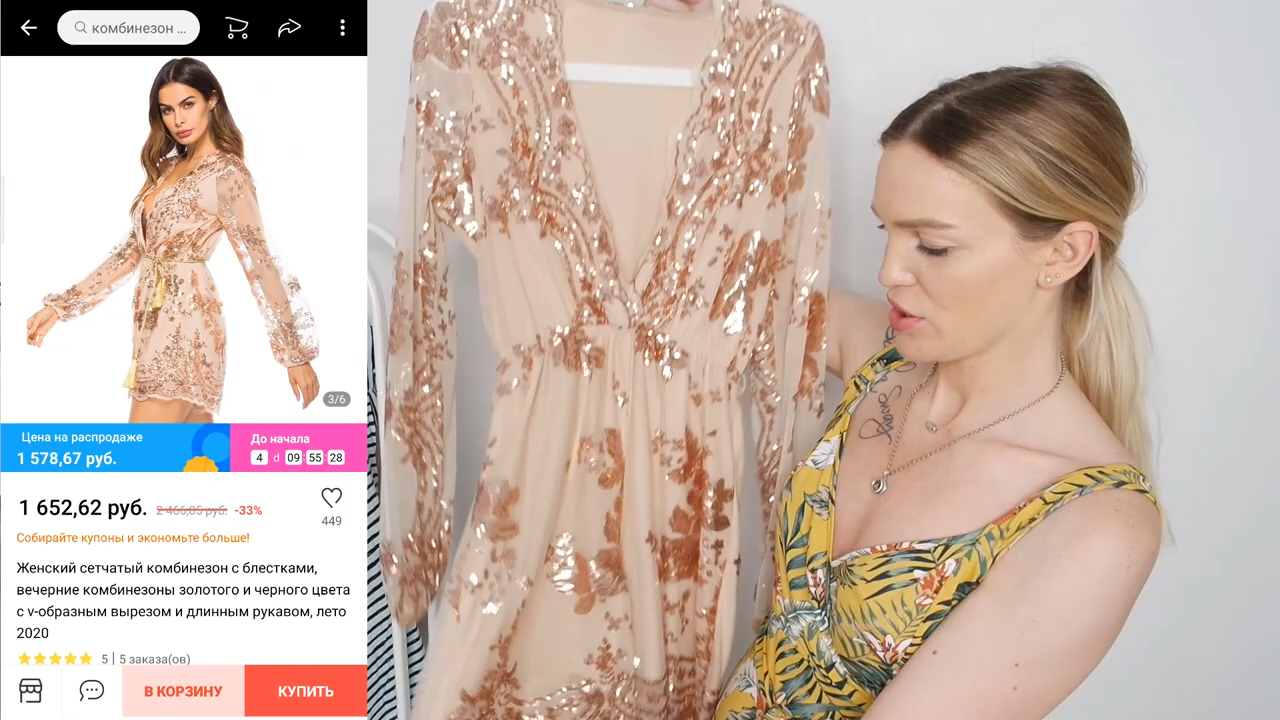 комбинезон ...
3/6
Цена на распродаже
1 578,67 руб.
До начала
4 d 09 55 28
1 652,62 руб. 2 466,85 руб. -33%
449
Собирайте купоны и экономьте больше!
Женский сетчатый комбинезон с блестками,
вечерние комбинезоны золотого и черного цвета
с v-образным вырезом и длинным рукавом, лето
2020
5 | 5 заказа(ов)
В КОРЗИНУ
КУПИТЬ